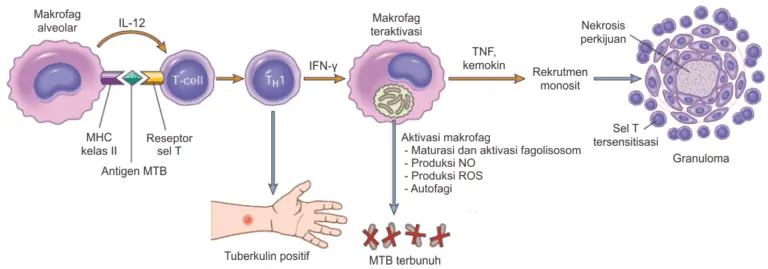 Makrofag
alveolar
IL-12
T-cell
MHC
kelas II
Reseptor
sel T
Antigen MTB
TH1
IFN-γ
Makrofag
teraktivasi
TNF,
kemokin
Rekrutmen
monosit
Nekrosis
perkijuan
Sel T
tersensitisasi
Granuloma
Aktivasi makrofag
- Maturasi dan aktivasi fagolisosom
- Produksi NO
- Produksi ROS
- Autofagi
Tuberkulin positif
MTB terbunuh